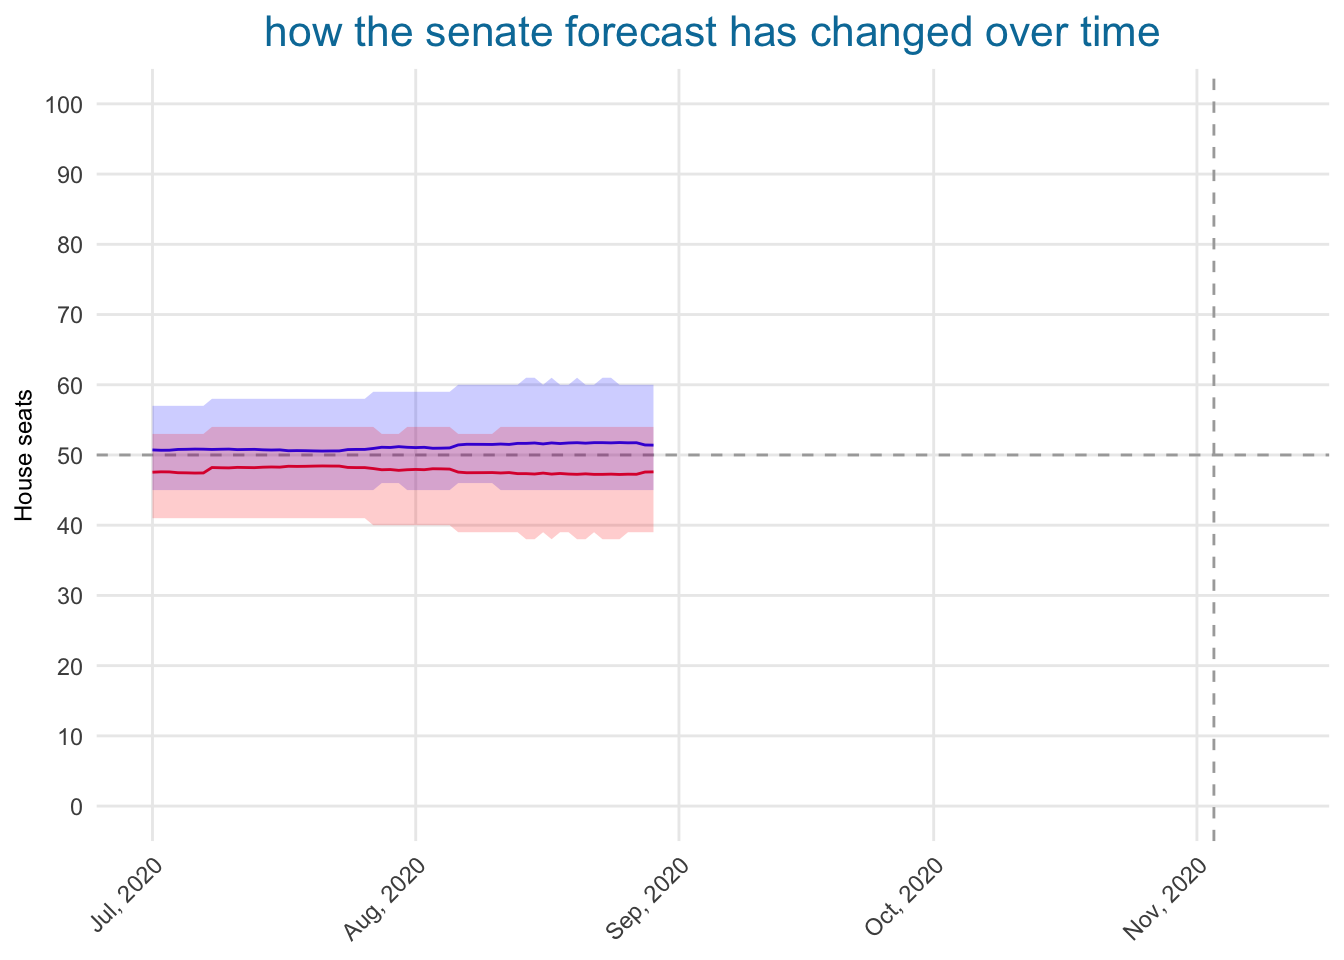 how the senate forecast has changed over time
House seats
100
90
80
70
60
50
40
30
20
10
0
Jul, 2020
Aug, 2020
Sep, 2020
Oct, 2020
Nov, 2020